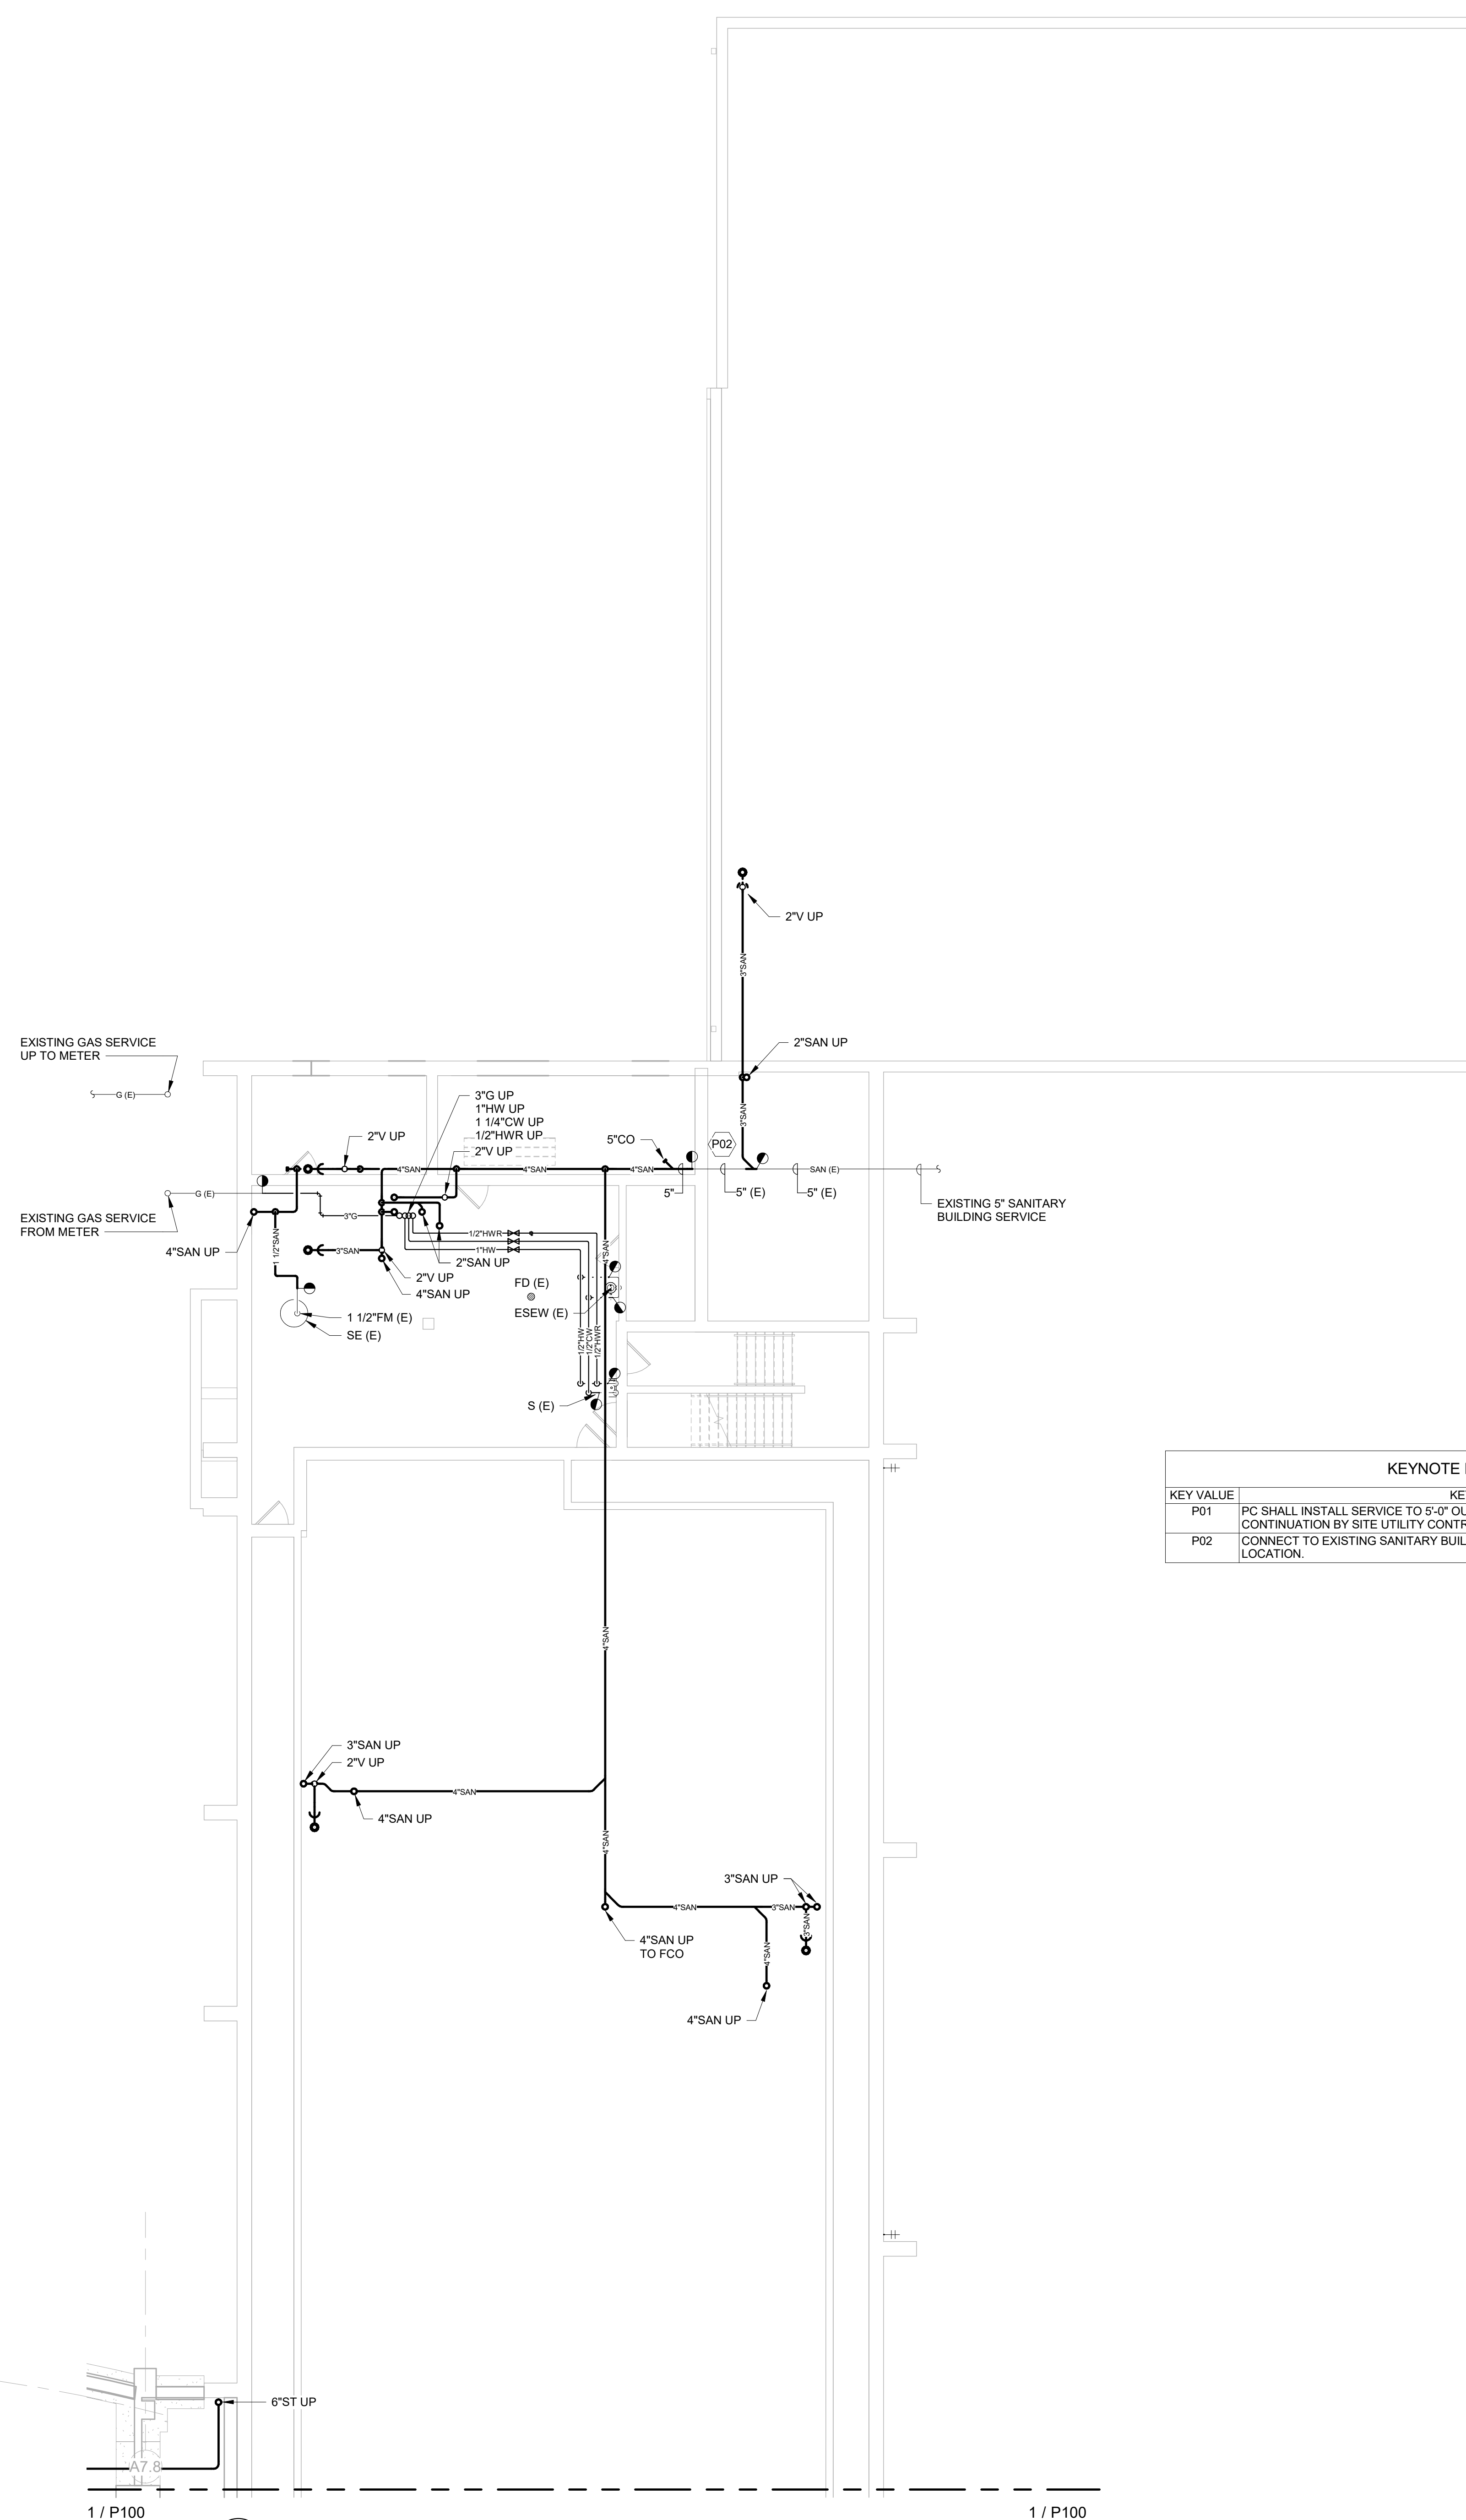 2"V UP
3"SAN
2"SAN UP
3"SAN
EXISTING GAS SERVICE
UP TO METER
G (E)
3"G UP
1"HW UP
1 1/4"CW UP
1/2"HWR UP
2"V UP
2"V UP
5"CO
P02
4"SAN
4"SAN
4"SAN
SAN (E)
5"
5" (E)
5" (E)
EXISTING 5" SANITARY
BUILDING SERVICE
G (E)
EXISTING GAS SERVICE
FROM METER
3"G
4"SAN UP
1 1/2"SAN
3"SAN
1/2"HWR
1"HW
4"SAN
2"SAN UP
2"V UP
4"SAN UP
FD (E)
ESEW (E)
1 1/2"FM (E)
SE (E)
1/2"HW
1/2"CW
1/2"HWR
S (E)
KEYNOTE
KEY VALUE
P01
PC SHALL INSTALL SERVICE TO 5'-0"
CONTINUATION BY SITE UTILITY
P02
CONNECT TO EXISTING SANITARY
LOCATION.
4"SAN
3"SAN UP
2"V UP
4"SAN
4"SAN UP
4"SAN
3"SAN UP
4"SAN
3"SAN
3"SAN
4"SAN UP
TO FCO
4"SAN
4"SAN UP
6"ST UP
A7.8
1 / P100
1 / P100